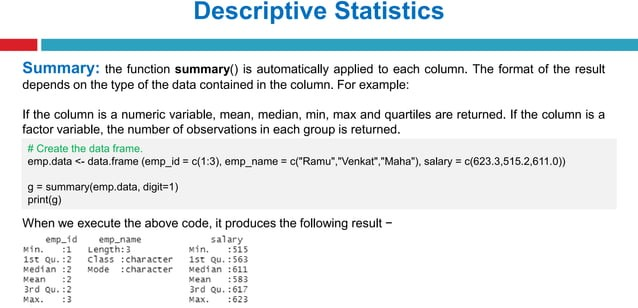 Descriptive Statistics
Summary: the function summary() is automatically applied to each column. The format of the result
depends on the type of the data contained in the column. For example:
If the column is a numeric variable, mean, median, min, max and quartiles are returned. If the column is a
factor variable, the number of observations in each group is returned.
# Create the data frame.
emp.data <- data.frame (emp_id = c(1:3), emp_name = c("Ramu","Venkat","Maha"), salary = c(623.3,515.2,611.0))
g = summary(emp.data, digit=1)
print(g)
When we execute the above code, it produces the following result −
emp_id emp_name salary
Min. :1 Length:3 Min. :515
1st Qu.:2 Class :character 1st Qu.:563
Median :2 Mode :character Median :611
Mean :2 Mean :583
3rd Qu.:2 3rd Qu.:617
Max. :3 Max. :623